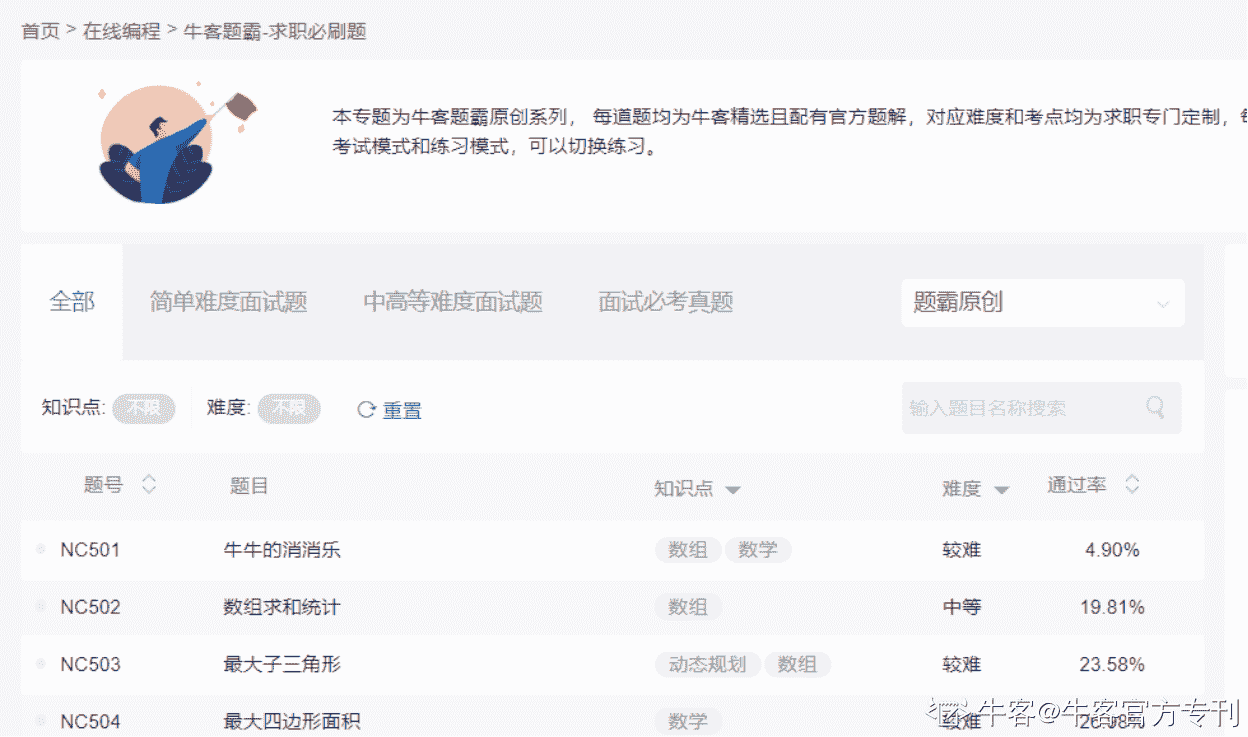 首页 > 在线编程 > 牛客题霸-求职必刷题
本专题为牛客题霸原创系列， 每道题均为牛客精选且配有官方题解，对应难度和考点均为求职专门定制，每
考试模式和练习模式，可以切换练习。
全部 简单难度面试题 中高等难度面试题 面试必考真题 题霸原创
知识点: 不限 难度: 不限 重置 输入题目名称搜索
题号 题目 知识点 难度 通过率
NC501 牛牛的消消乐 数组 数学 较难 4.90%
NC502 数组求和统计 数组 中等 19.81%
NC503 最大子三角形 动态规划 数组 较难 23.58%
NC504 最大四边形面积 数学 较难 26.98%
牛客@牛客官方专刊